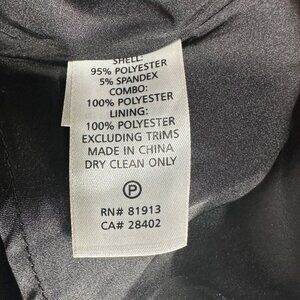 SHELL:
95% POLYESTER
5% SPANDEX
COMBO:
100% POLYESTER
LINING:
100% POLYESTER
EXCLUDING TRIMS
MADE IN CHINA
DRY CLEAN ONLY
P
RN# 81913
CA# 28402